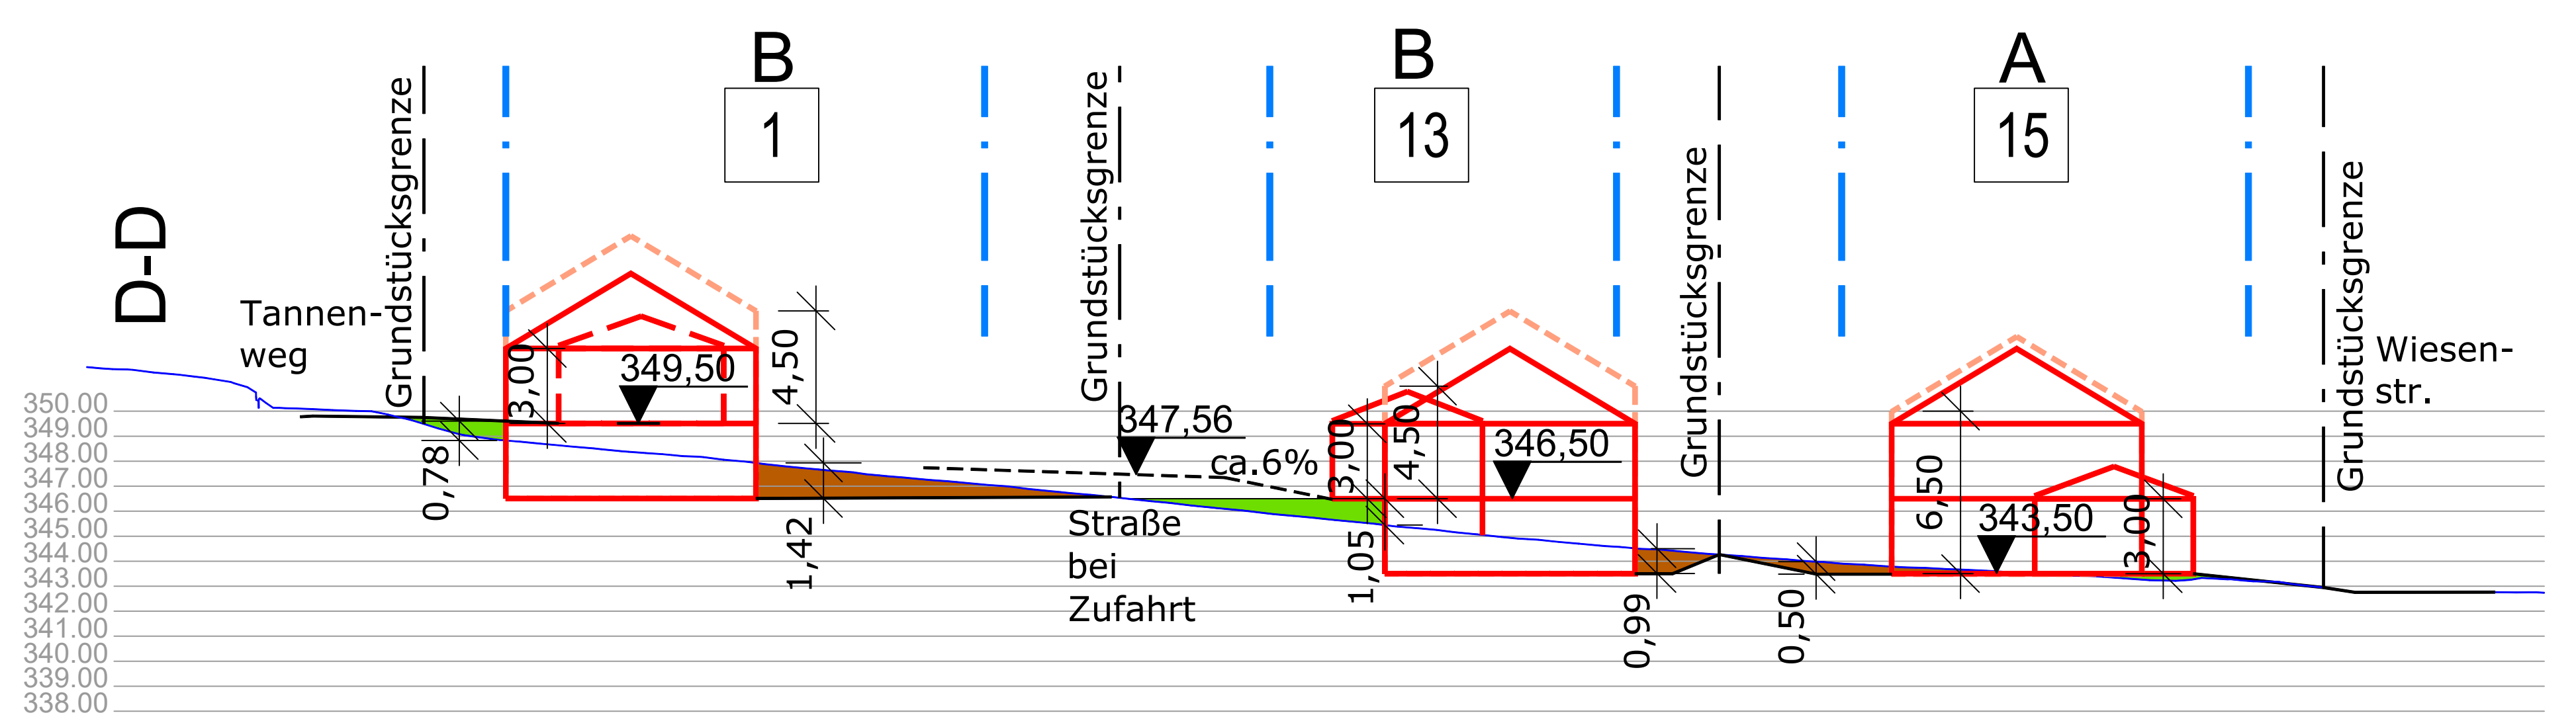 D-D
B
1
B
13
A
15
Grundstücksgrenze
Grundstücksgrenze
Grundstücksgrenze
Grundstücksgrenze
Tannen-
weg
Wiesen-
str.
3,00
349,50
4,50
0,78
1,42
347,56
ca.6%
Straße
bei
Zufahrt
3,00
4,50
346,50
1,05
0,99
0,50
6,50
343,50
3,00
350.00
349.00
348.00
347.00
346.00
345.00
344.00
343.00
342.00
341.00
340.00
339.00
338.00